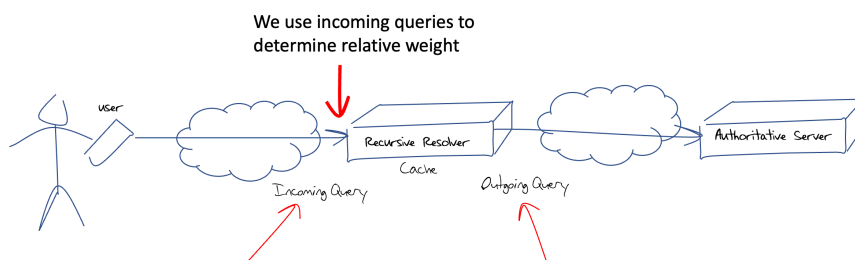 We use incoming queries to
determine relative weight
user
Recursive Resolver
Authoritative Server
Cache
Incoming Query
Outgoing Query